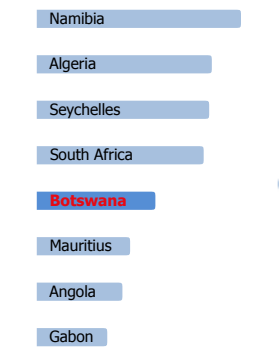 Namibia
Algeria
Seychelles
South Africa
Botswana
Mauritius
Angola
Gabon